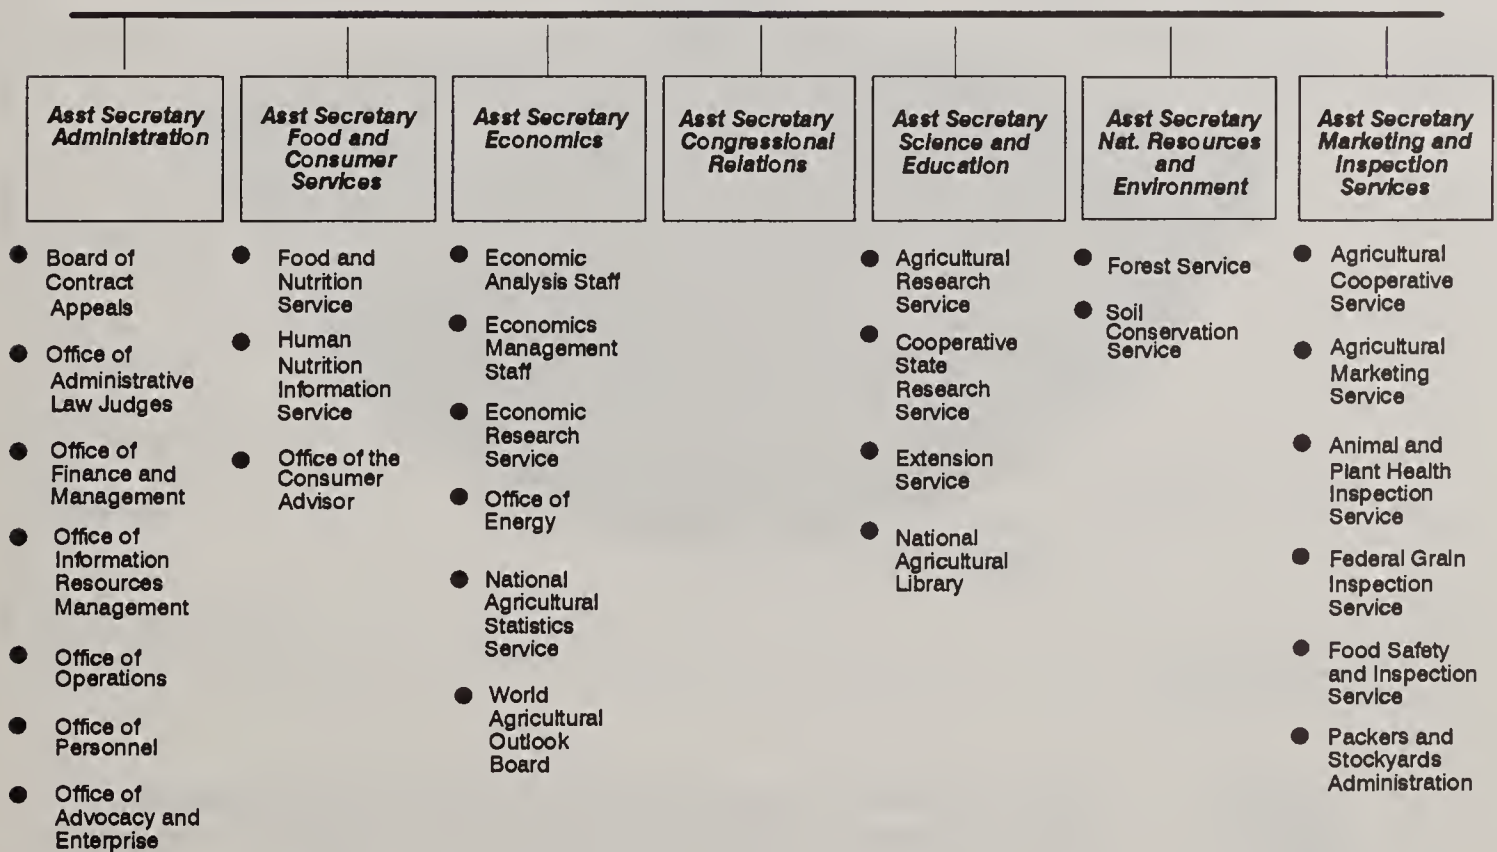 Asst Secretary
Administration
Board of
Contract
Appeals
Office of
Administrative
Law Judges
Office of
Finance and
Management
Office of
Information
Resources
Management
Office of
Operations
Office of
Personnel
Office of
Advocacy and
Enterprise
Asst Secretary
Food and
Consumer
Services
Food and
Nutrition
Service
Human
Nutrition
Information
Service
Office of the
Consumer
Advisor
Asst Secretary
Economics
Economic
Analysis Staff
Economics
Management
Staff
Economic
Research
Service
Office of
Energy
National
Agricultural
Statistics
Service
World
Agricultural
Outlook
Board
Asst Secretary
Congressional
Relations
Asst Secretary
Science and
Education
Agricultural
Research
Service
Cooperative
State
Research
Service
Extension
Service
National
Agricultural
Library
Asst Secretary
Nat. Resources
and
Environment
Forest Service
Soil
Conservation
Service
Asst Secretary
Marketing and
Inspection
Services
Agricultural
Cooperative
Service
Agricultural
Marketing
Service
Animal and
Plant Health
Inspection
Service
Federal Grain
Inspection
Service
Food Safety
and Inspection
Service
Packers and
Stockyards
Administration